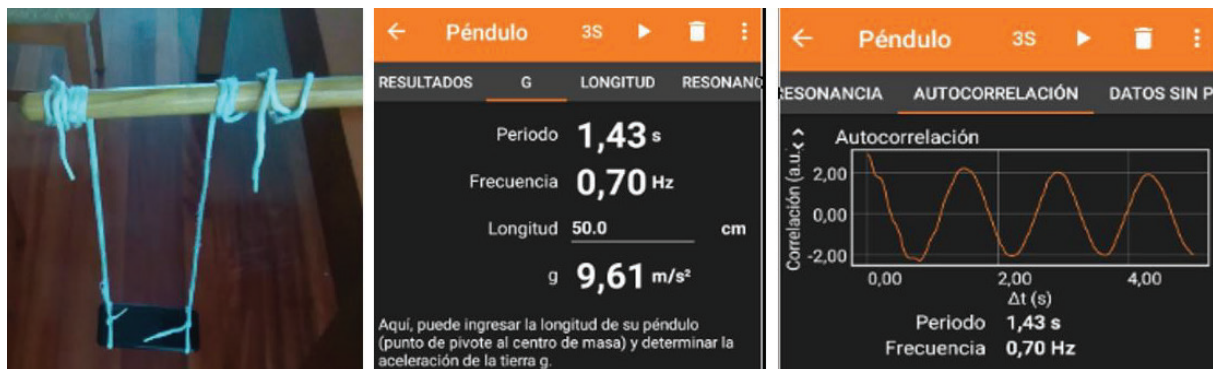 Péndulo 3S
RESULTADOS G LONGITUD RESONANC
Periodo 1,43 s
Frecuencia 0,70 Hz
Longitud 50.0 cm
g 9,61 m/s²
Aquí, puede ingresar la longitud de su péndulo
(punto de pivote al centro de masa) y determinar la
aceleración de la tierra g.
Péndulo 3S
ESONANCIA AUTOCORRELACIÓN DATOS SIN P
Autocorrelación
Correlación (a.u.)
2,00
0,00
-2,00
0,00 2,00 4,00
Δt (s)
Periodo 1,43 s
Frecuencia 0,70 Hz